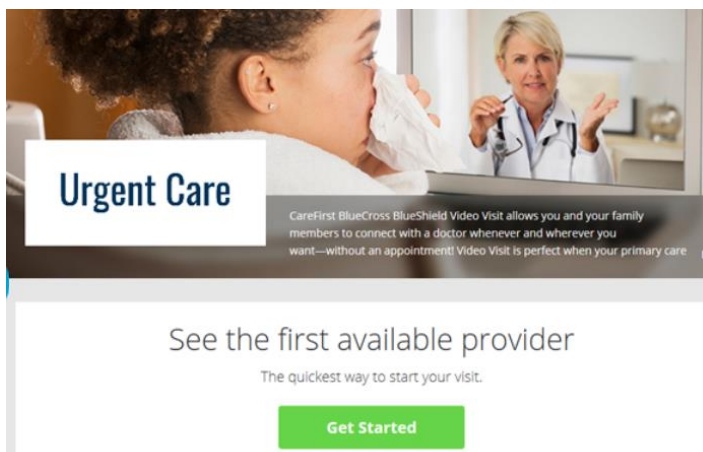 Urgent Care
CareFirst BlueCross BlueShield Video Visit allows you and your family
members to connect with a doctor whenever and wherever you
want—without an appointment! Video Visit is perfect when your primary care
See the first available provider
The quickest way to start your visit.
Get Started